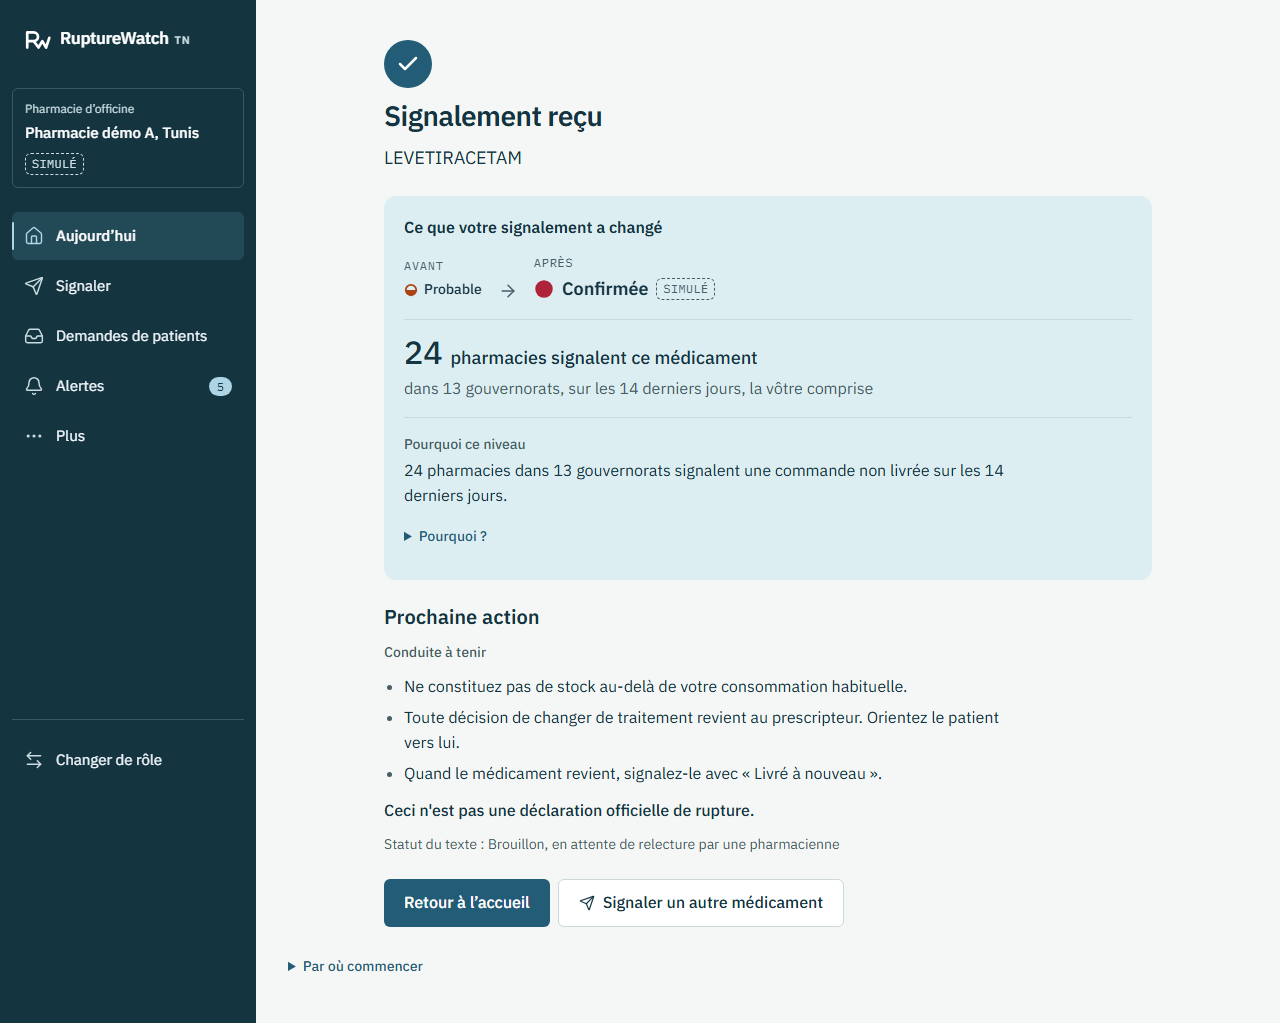 RuptureWatch TN
Pharmacie d’officine
Pharmacie démo A, Tunis
SIMULÉ
Aujourd’hui
Signaler
Demandes de patients
Alertes 5
Plus
Changer de rôle
Signalement reçu
LEVETIRACETAM
Ce que votre signalement a changé
AVANT
Probable
APRÈS
Confirmée SIMULÉ
24 pharmacies signalent ce médicament
dans 13 gouvernorats, sur les 14 derniers jours, la vôtre comprise
Pourquoi ce niveau
24 pharmacies dans 13 gouvernorats signalent une commande non livrée sur les 14
derniers jours.
Pourquoi ?
Prochaine action
Conduite à tenir
Ne constituez pas de stock au-delà de votre consommation habituelle.
Toute décision de changer de traitement revient au prescripteur. Orientez le patient
vers lui.
Quand le médicament revient, signalez-le avec « Livré à nouveau ».
Ceci n'est pas une déclaration officielle de rupture.
Statut du texte : Brouillon, en attente de relecture par une pharmacienne
Retour à l’accueil
Signaler un autre médicament
Par où commencer